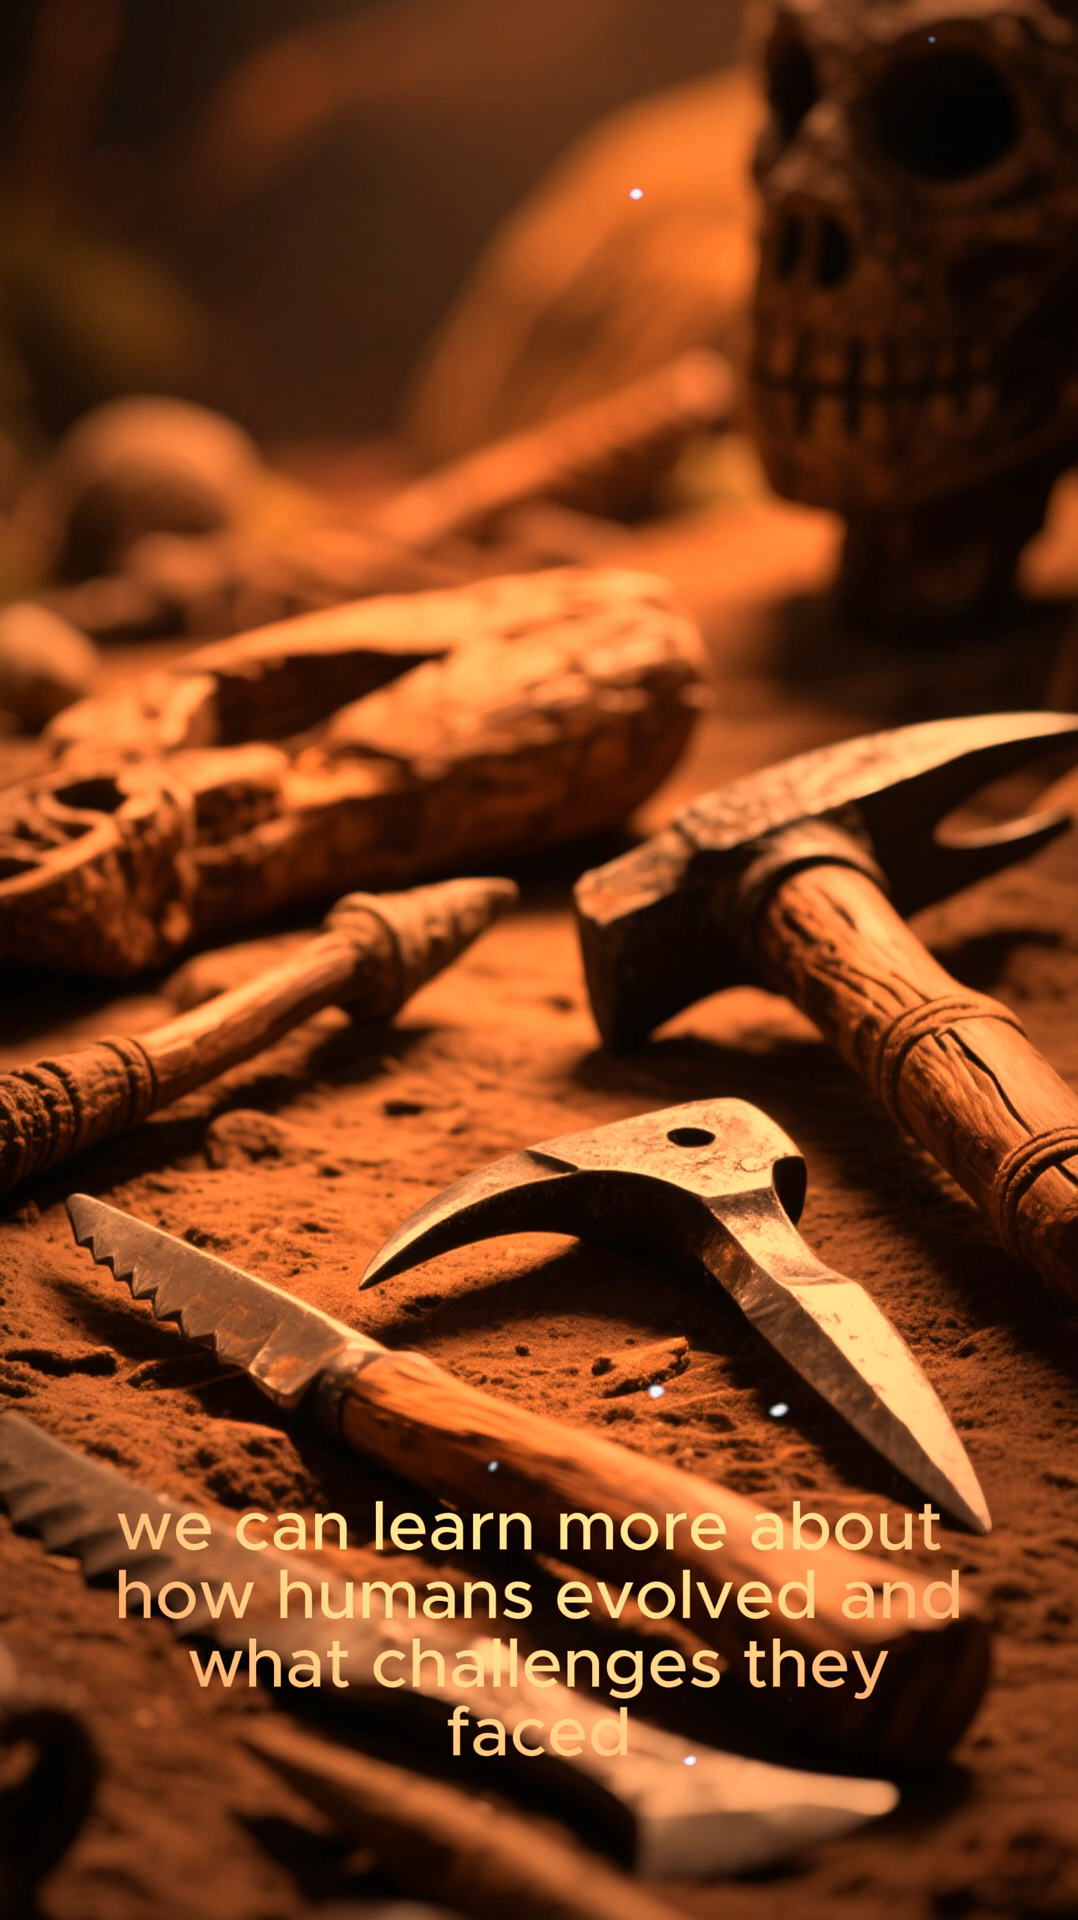 we can learn more about
how humans evolved and
what challenges they
faced